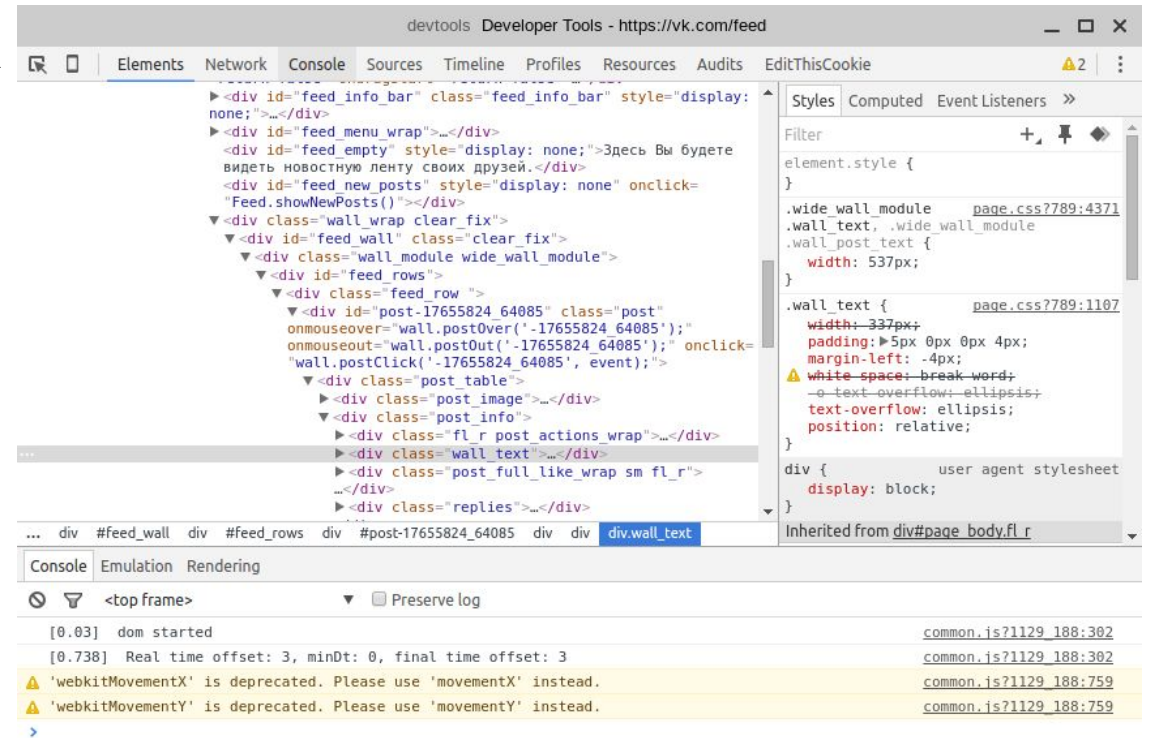 devtools Developer Tools - https://vk.com/feed
Elements Network Console Sources Timeline Profiles Resources Audits EditThisCookie 2
▶<div id="feed_info_bar" class="feed_info_bar" style="display:
none;">…</div>
▶<div id="feed_menu_wrap">…</div>
<div id="feed_empty" style="display: none;">Здесь Вы будете
видеть новостную ленту своих друзей.</div>
<div id="feed_new_posts" style="display: none" onclick=
"Feed.showNewPosts()"></div>
▼<div class="wall_wrap clear_fix">
▼<div id="feed_wall" class="clear_fix">
▼<div class="wall_module wide_wall_module">
▼<div id="feed_rows">
▼<div class="feed_row ">
▼<div id="post-17655824_64085" class="post"
onmouseover="wall.postOver('-17655824_64085');"
onmouseout="wall.postOut('-17655824_64085');" onclick=
"wall.postClick('-17655824_64085', event);">
▼<div class="post_table">
▶<div class="post_image">…</div>
▼<div class="post_info">
▶<div class="fl_r post_actions_wrap">…</div>
... ▶<div class="wall_text">…</div>
▶<div class="post_full_like_wrap sm fl_r">
…</div>
▶<div class="replies">…</div>
... div #feed_wall div #feed_rows div #post-17655824_64085 div div div.wall_text
Styles Computed Event Listeners »
Filter
element.style {
}
.wide_wall_module page.css?789:4371
.wall_text, .wide_wall_module
.wall_post_text {
width: 537px;
}
.wall_text { page.css?789:1107
width: 337px;
padding:▶5px 0px 0px 4px;
margin-left: -4px;
white-space: break-word;
-o-text-overflow: ellipsis;
text-overflow: ellipsis;
position: relative;
}
div { user agent stylesheet
display: block;
}
Inherited from div#page_body.fl_r
Console Emulation Rendering
<top frame> ▼ Preserve log
[0.03] dom started common.js?1129_188:302
[0.738] Real time offset: 3, minDt: 0, final time offset: 3 common.js?1129_188:302
'webkitMovementX' is deprecated. Please use 'movementX' instead. common.js?1129_188:759
'webkitMovementY' is deprecated. Please use 'movementY' instead. common.js?1129_188:759
>